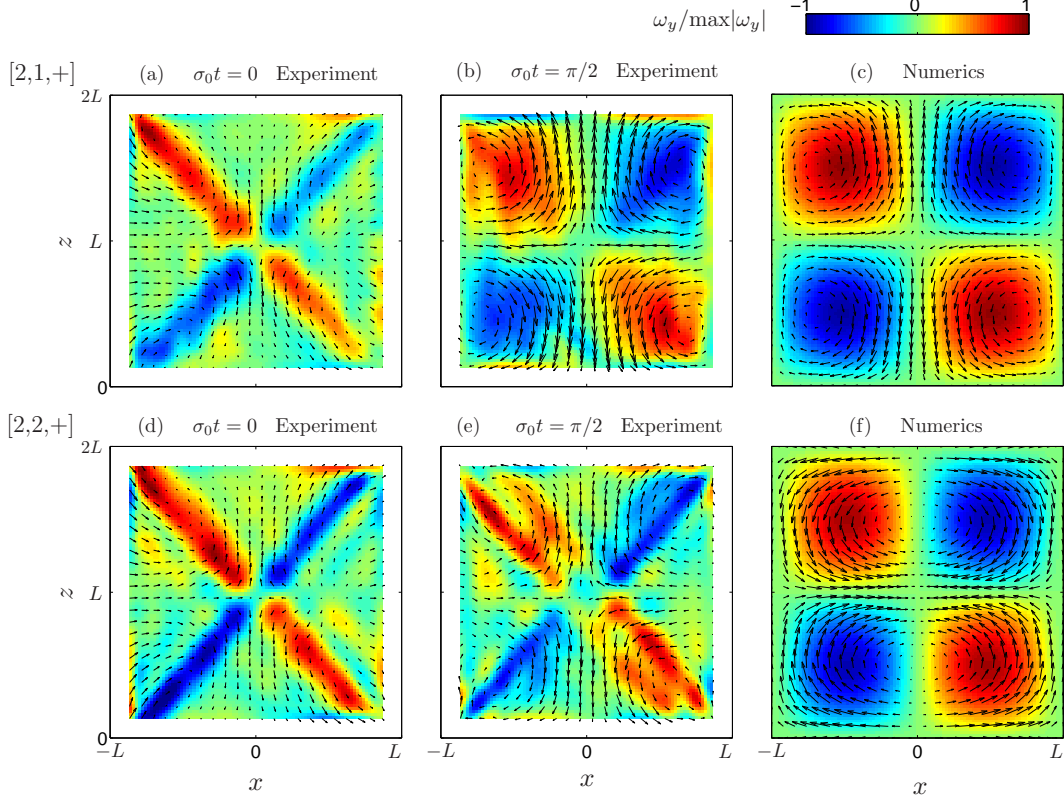 ω_y/max|ω_y|
−1 0 1
[2,1,+] (a) σ_0t = 0 Experiment (b) σ_0t = π/2 Experiment (c) Numerics
2L
z L
0
[2,2,+] (d) σ_0t = 0 Experiment (e) σ_0t = π/2 Experiment (f) Numerics
2L
z L
0
−L 0 L 0 −L 0 L
x x x